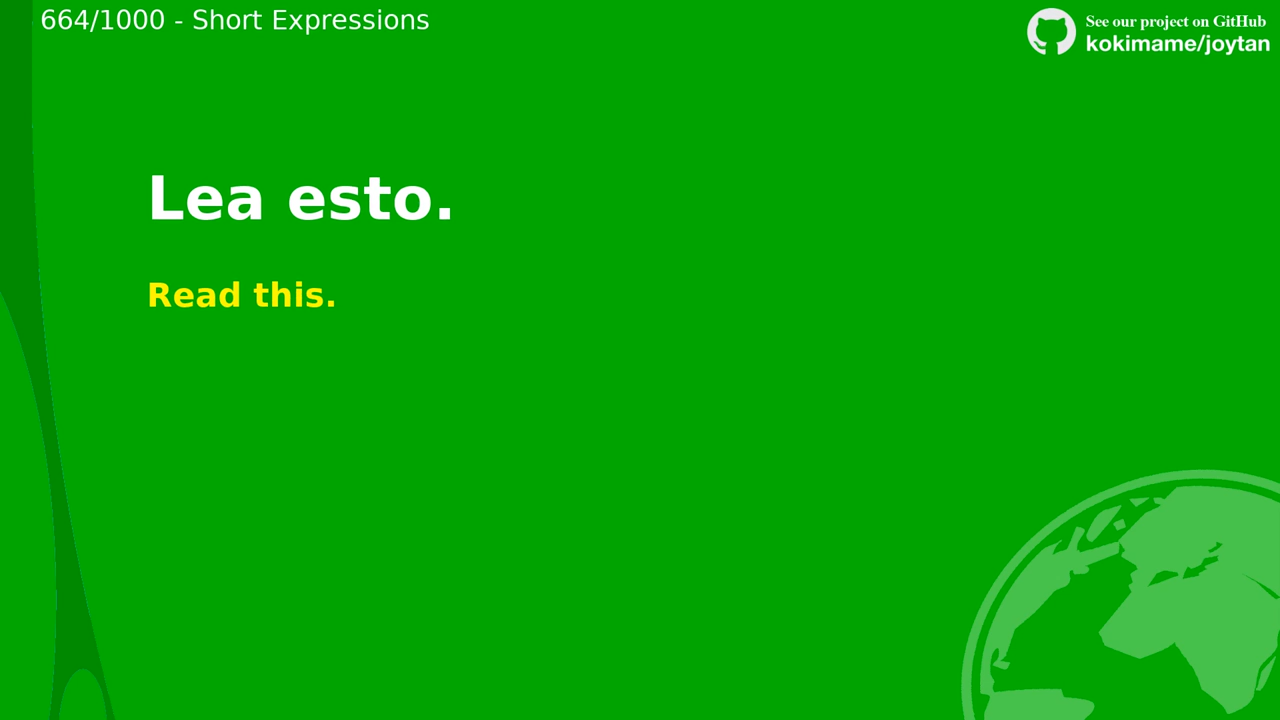 664/1000 - Short Expressions
See our project on GitHub
kokimame/joytan
Lea esto.
Read this.